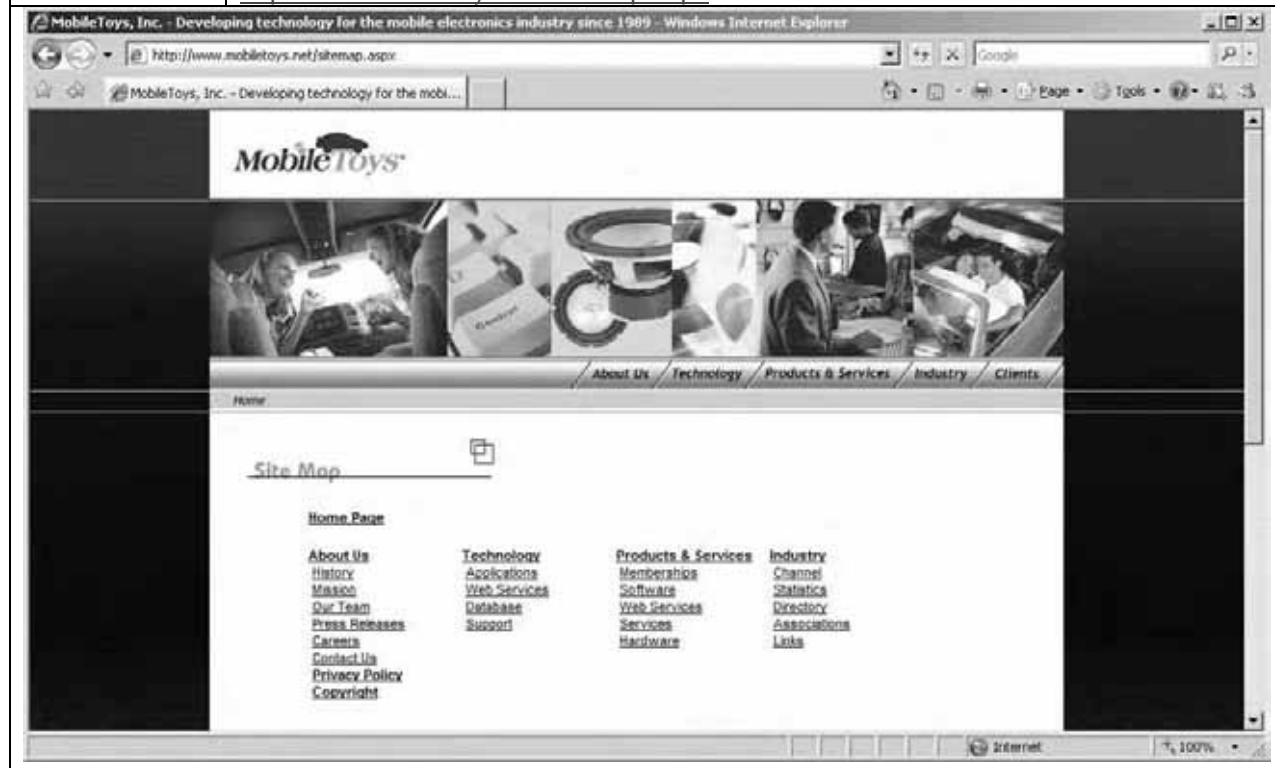 MobileToys, Inc. - Developing technology for the mobile electronics industry since 1989 - Windows Internet Explorer
http://www.mobiletoys.net/sitemap.aspx
Google
MobileToys, Inc. - Developing technology for the mobi...
Page
Tools
MobileToys
About Us / Technology / Products & Services / Industry / Clients
Home
Site Map
Home Page
About Us Technology Products & Services Industry
History Applications Memberships Channel
Mission Web Services Software Statistics
Our Team Database Web Services Directory
Press Releases Support Services Associations
Careers Hardware Links
Contact Us
Privacy Policy
Copyright
Internet
100%